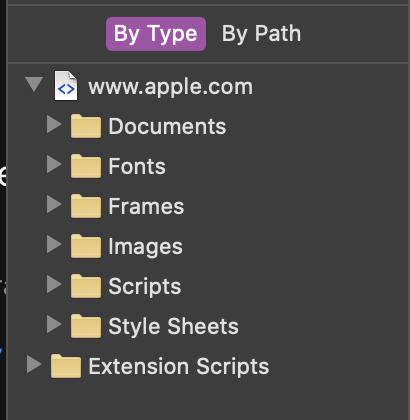 By Type By Path
www.apple.com
Documents
Fonts
Frames
Images
Scripts
Style Sheets
Extension Scripts